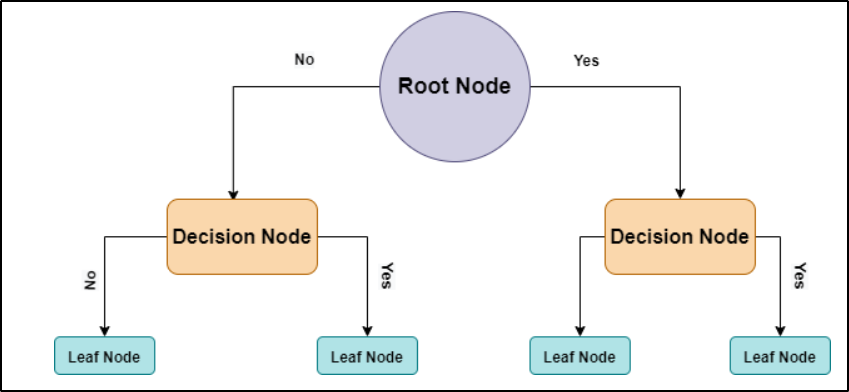 No
Yes
Root Node
Decision Node
Decision Node
No
Yes
Yes
Leaf Node
Leaf Node
Leaf Node
Leaf Node